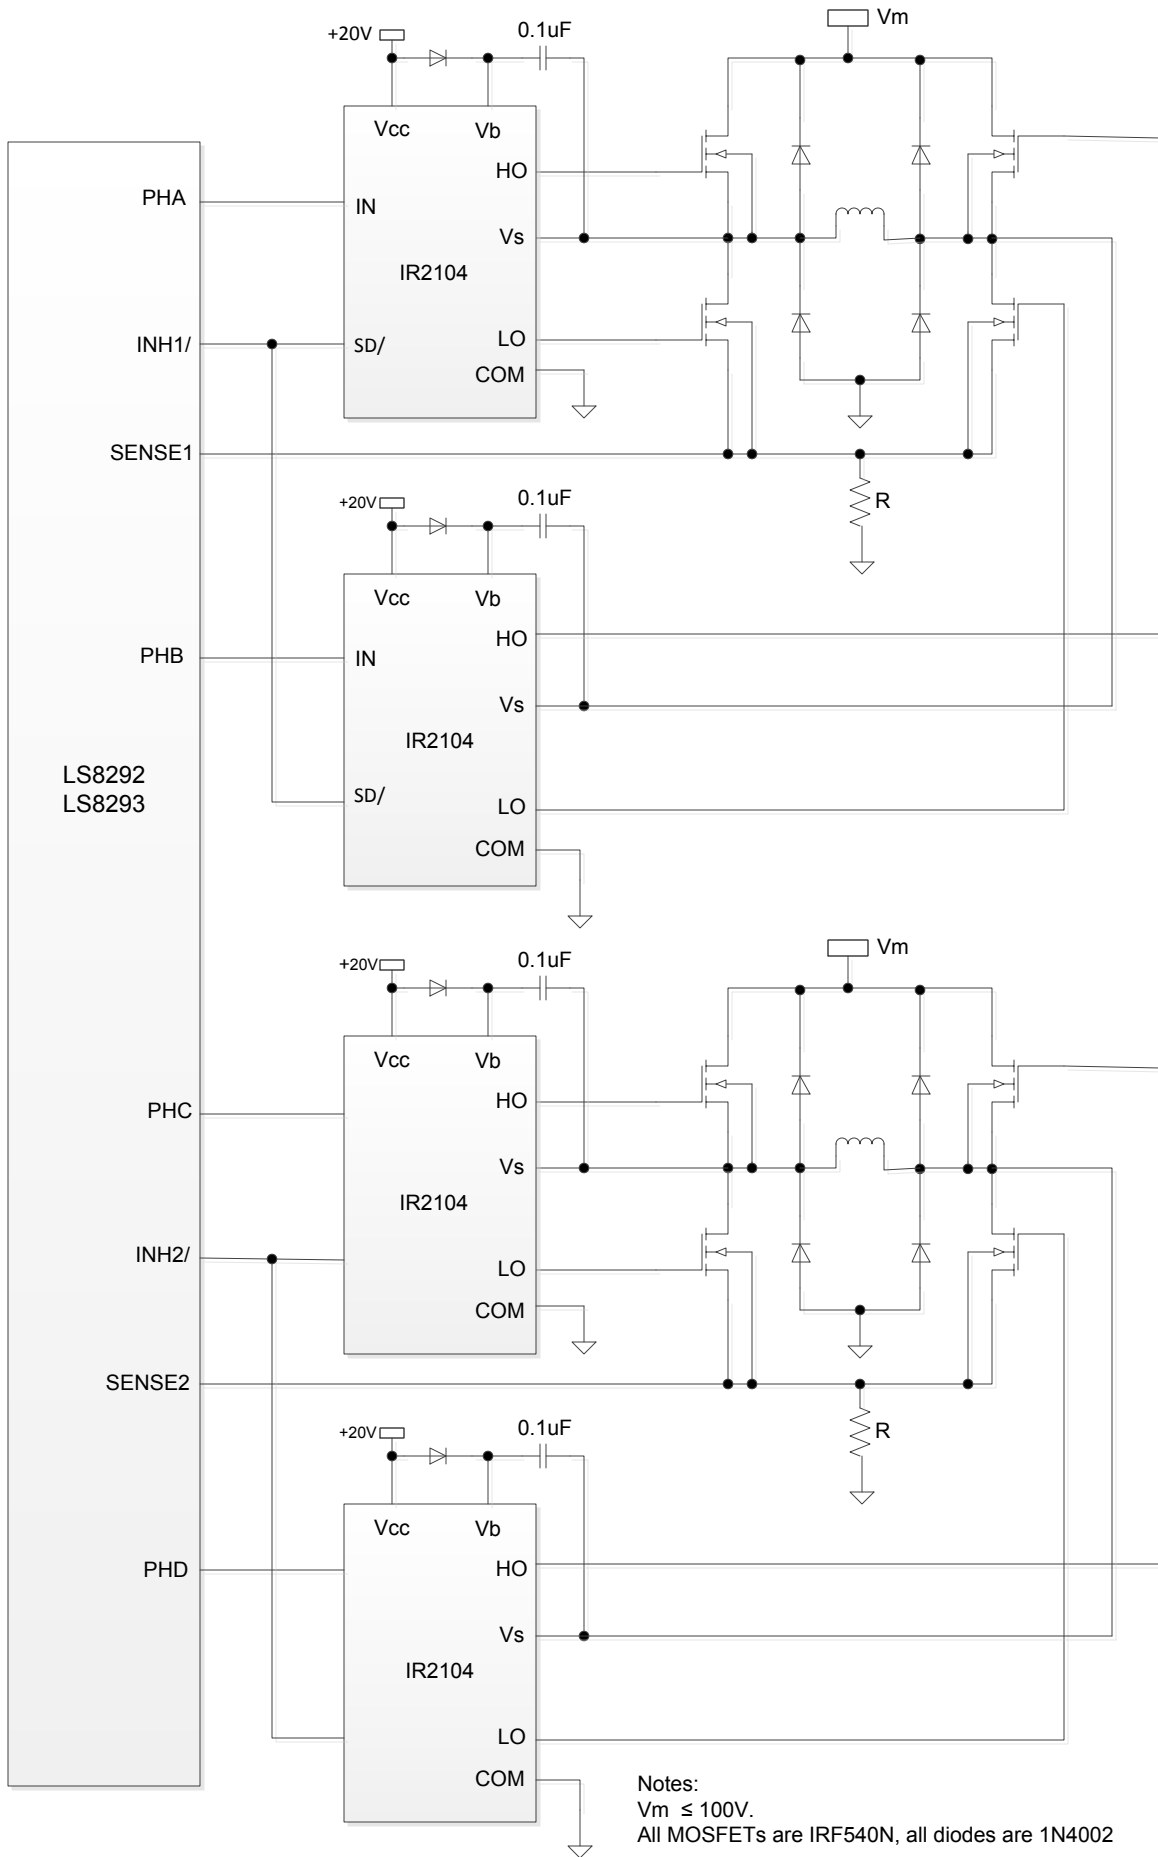 +20V
0.1uF
Vm
Vcc
Vb
HO
PHA
IN
Vs
IR2104
INH1/
SD/
LO
COM
SENSE1
+20V
0.1uF
R
Vcc
Vb
HO
PHB
IN
Vs
IR2104
LS8292
LS8293
SD/
LO
COM
+20V
0.1uF
Vm
Vcc
Vb
HO
PHC
Vs
IR2104
INH2/
LO
COM
SENSE2
+20V
0.1uF
R
Vcc
Vb
HO
PHD
Vs
IR2104
LO
COM
Notes:
Vm ≤ 100V.
All MOSFETs are IRF540N, all diodes are 1N4002